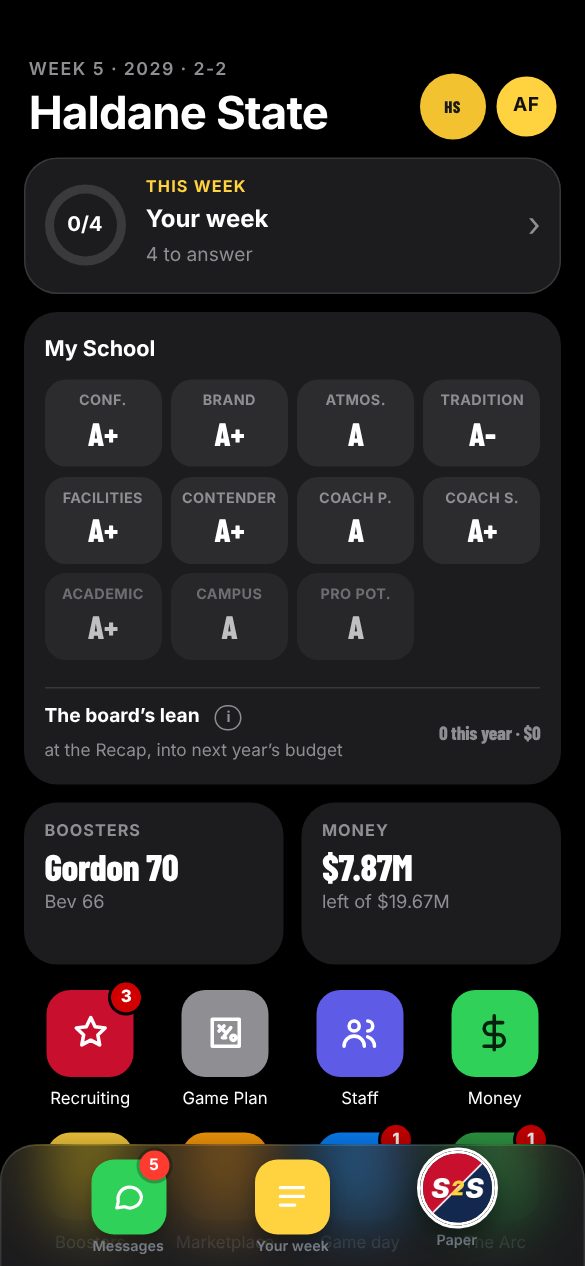 WEEK 5 · 2029 · 2-2
Haldane State
HS
AF
THIS WEEK
0/4
Your week
4 to answer
My School
CONF. BRAND ATMOS. TRADITION
A+ A+ A A-
FACILITIES CONTENDER COACH P. COACH S.
A+ A+ A A+
ACADEMIC CAMPUS PRO POT.
A+ A A
The board's lean i
0 this year · $0
at the Recap, into next year's budget
BOOSTERS
Gordon 70
Bev 66
MONEY
$7.87M
left of $19.67M
3
Recruiting Game Plan Staff Money
1 1
5
S2S
Messages Your week Paper
Game day